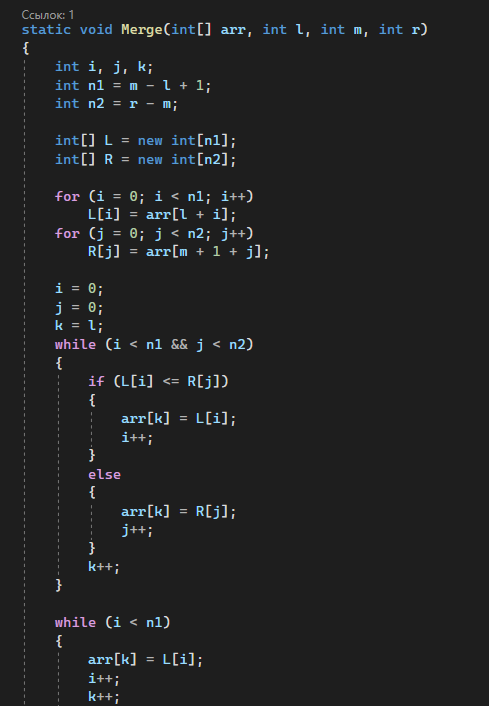 Ссылок: 1
static void Merge(int[] arr, int l, int m, int r)
{
    int i, j, k;
    int n1 = m - l + 1;
    int n2 = r - m;

    int[] L = new int[n1];
    int[] R = new int[n2];

    for (i = 0; i < n1; i++)
        L[i] = arr[l + i];
    for (j = 0; j < n2; j++)
        R[j] = arr[m + 1 + j];

    i = 0;
    j = 0;
    k = l;
    while (i < n1 && j < n2)
    {
        if (L[i] <= R[j])
        {
            arr[k] = L[i];
            i++;
        }
        else
        {
            arr[k] = R[j];
            j++;
        }
        k++;
    }

    while (i < n1)
    {
        arr[k] = L[i];
        i++;
        k++;